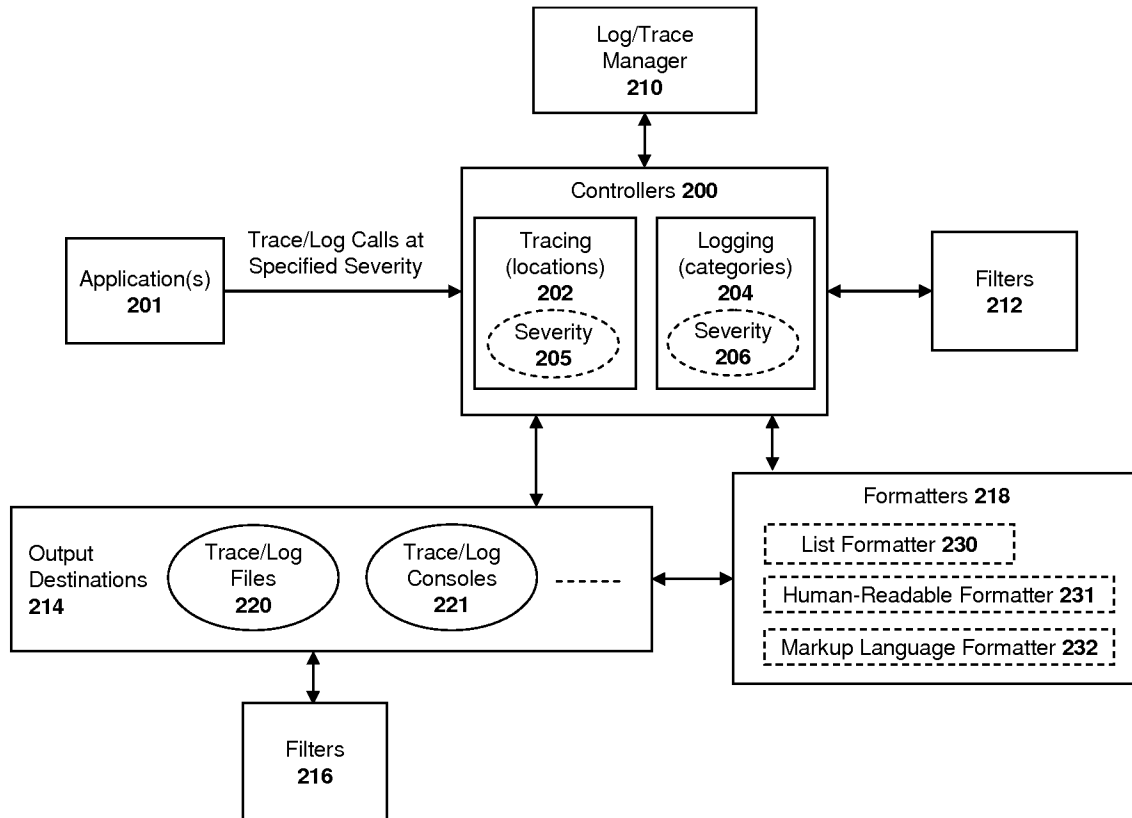 Log/Trace
Manager
210
Controllers 200
Trace/Log Calls at
Specified Severity
Application(s)
201
Tracing
(locations)
202
Severity
205
Logging
(categories)
204
Severity
206
Filters
212
Output
Destinations
214
Trace/Log
Files
220
Trace/Log
Consoles
221
Formatters 218
List Formatter 230
Human-Readable Formatter 231
Markup Language Formatter 232
Filters
216